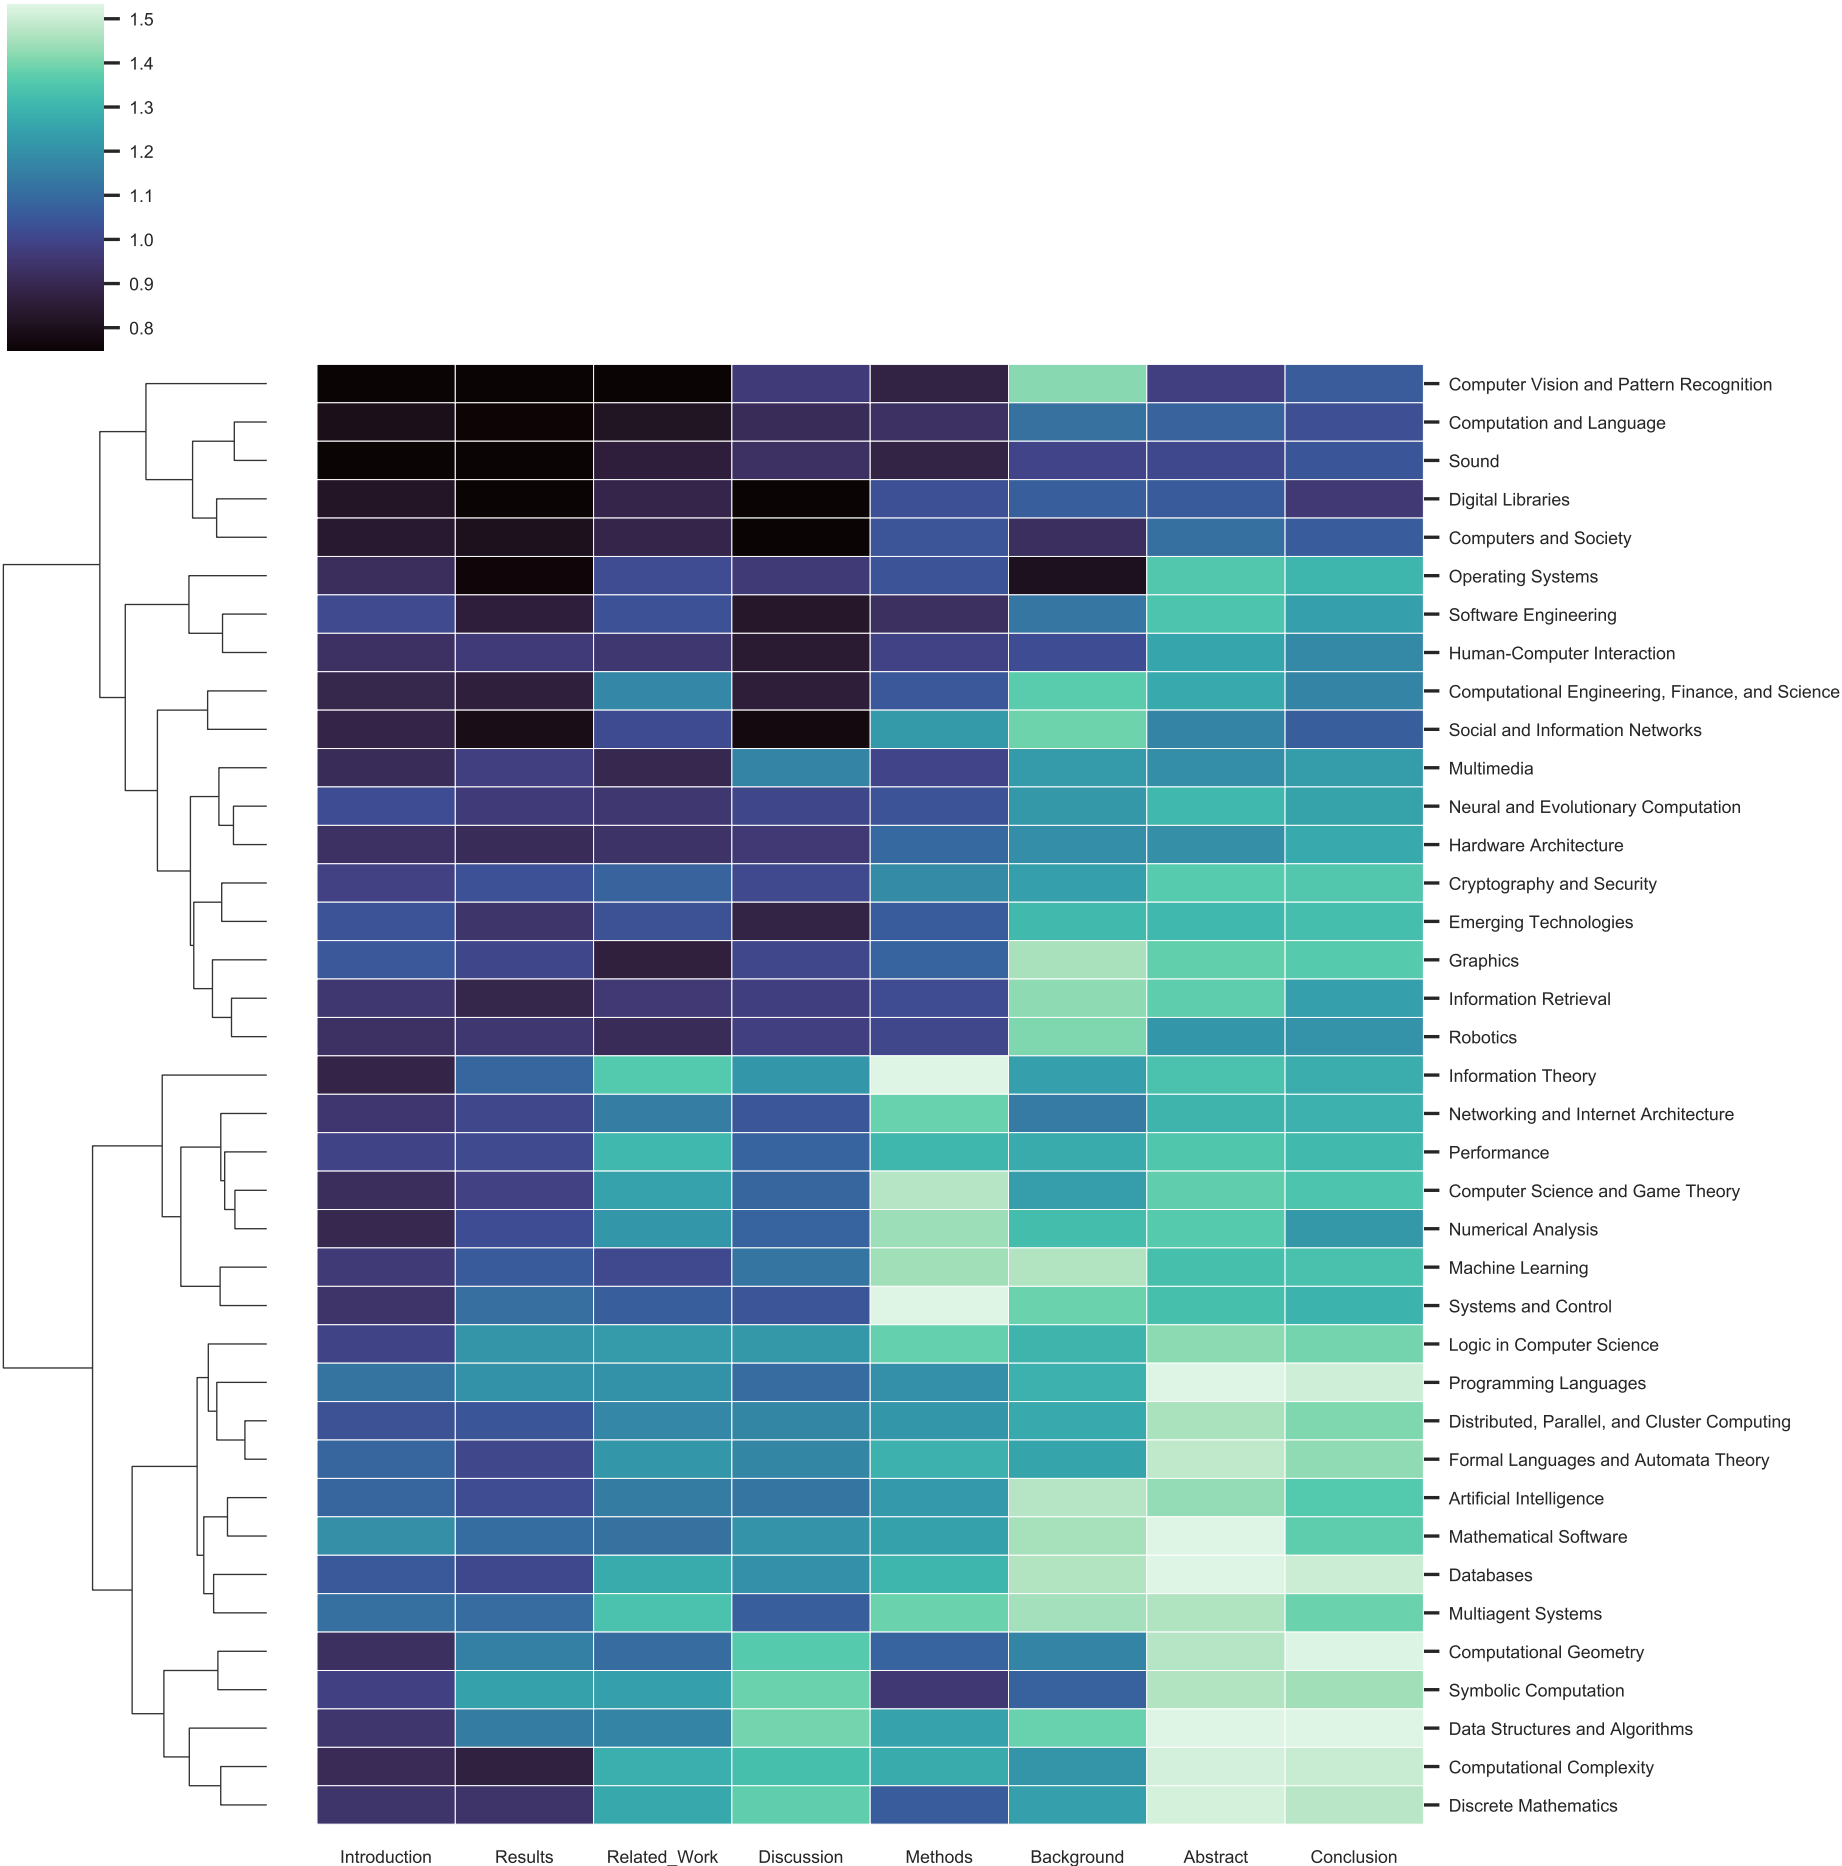 1.5
1.4
1.3
1.2
1.1
1.0
0.9
0.8
Computer Vision and Pattern Recognition
Computation and Language
Sound
Digital Libraries
Computers and Society
Operating Systems
Software Engineering
Human-Computer Interaction
Computational Engineering, Finance, and Science
Social and Information Networks
Multimedia
Neural and Evolutionary Computation
Hardware Architecture
Cryptography and Security
Emerging Technologies
Graphics
Information Retrieval
Robotics
Information Theory
Networking and Internet Architecture
Performance
Computer Science and Game Theory
Numerical Analysis
Machine Learning
Systems and Control
Logic in Computer Science
Programming Languages
Distributed, Parallel, and Cluster Computing
Formal Languages and Automata Theory
Artificial Intelligence
Mathematical Software
Databases
Multiagent Systems
Computational Geometry
Symbolic Computation
Data Structures and Algorithms
Computational Complexity
Discrete Mathematics
Introduction Results Related_Work Discussion Methods Background Abstract Conclusion